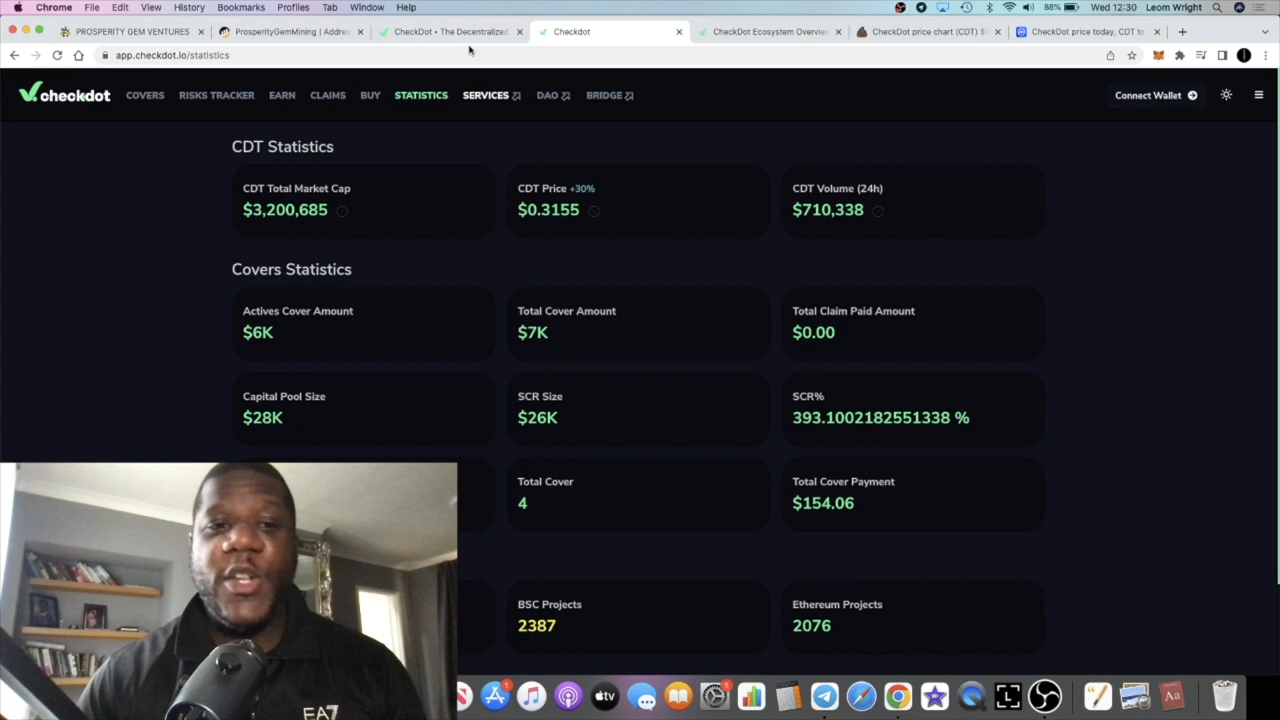 Chrome File Edit View History Bookmarks Profiles Tab Window Help 88% Wed 12:30 Leom Wright
PROSPERITY GEM VENTURES ProsperityGemMining | Addres CheckDot • The Decentralized Checkdot CheckDot Ecosystem Overview CheckDot price chart (CDT) CheckDot price today, CDT to
app.checkdot.io/statistics
checkdot COVERS RISKS TRACKER EARN CLAIMS BUY STATISTICS SERVICES DAO BRIDGE Connect Wallet
CDT Statistics
CDT Total Market Cap CDT Price +30% CDT Volume (24h)
$3,200,685 $0.3155 $710,338
Covers Statistics
Actives Cover Amount Total Cover Amount Total Claim Paid Amount
$6K $7K $0.00
Capital Pool Size SCR Size SCR%
$28K $26K 393.1002182551338 %
Total Cover Total Cover Payment
4 $154.06
BSC Projects Ethereum Projects
2387 2076
EA7
tv
Aa